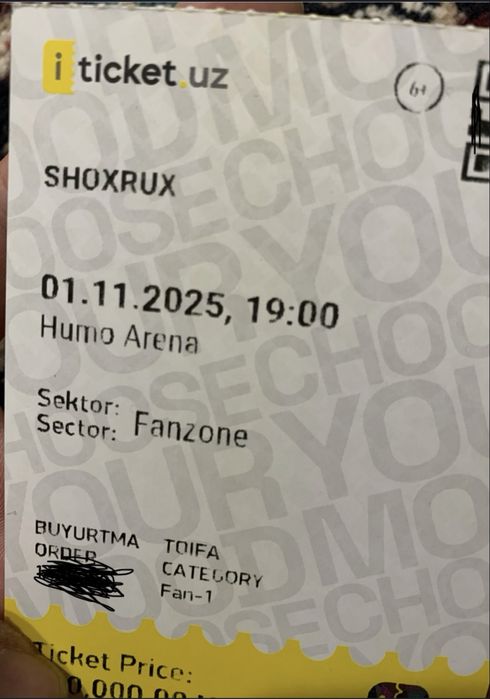 iticket.uz
6+
SHOXRUX
01.11.2025, 19:00
Humo Arena
Sektor:
Sector: Fanzone
BUYURTMA TOIFA
ORDER CATEGORY
Fan-1
Ticket Price: